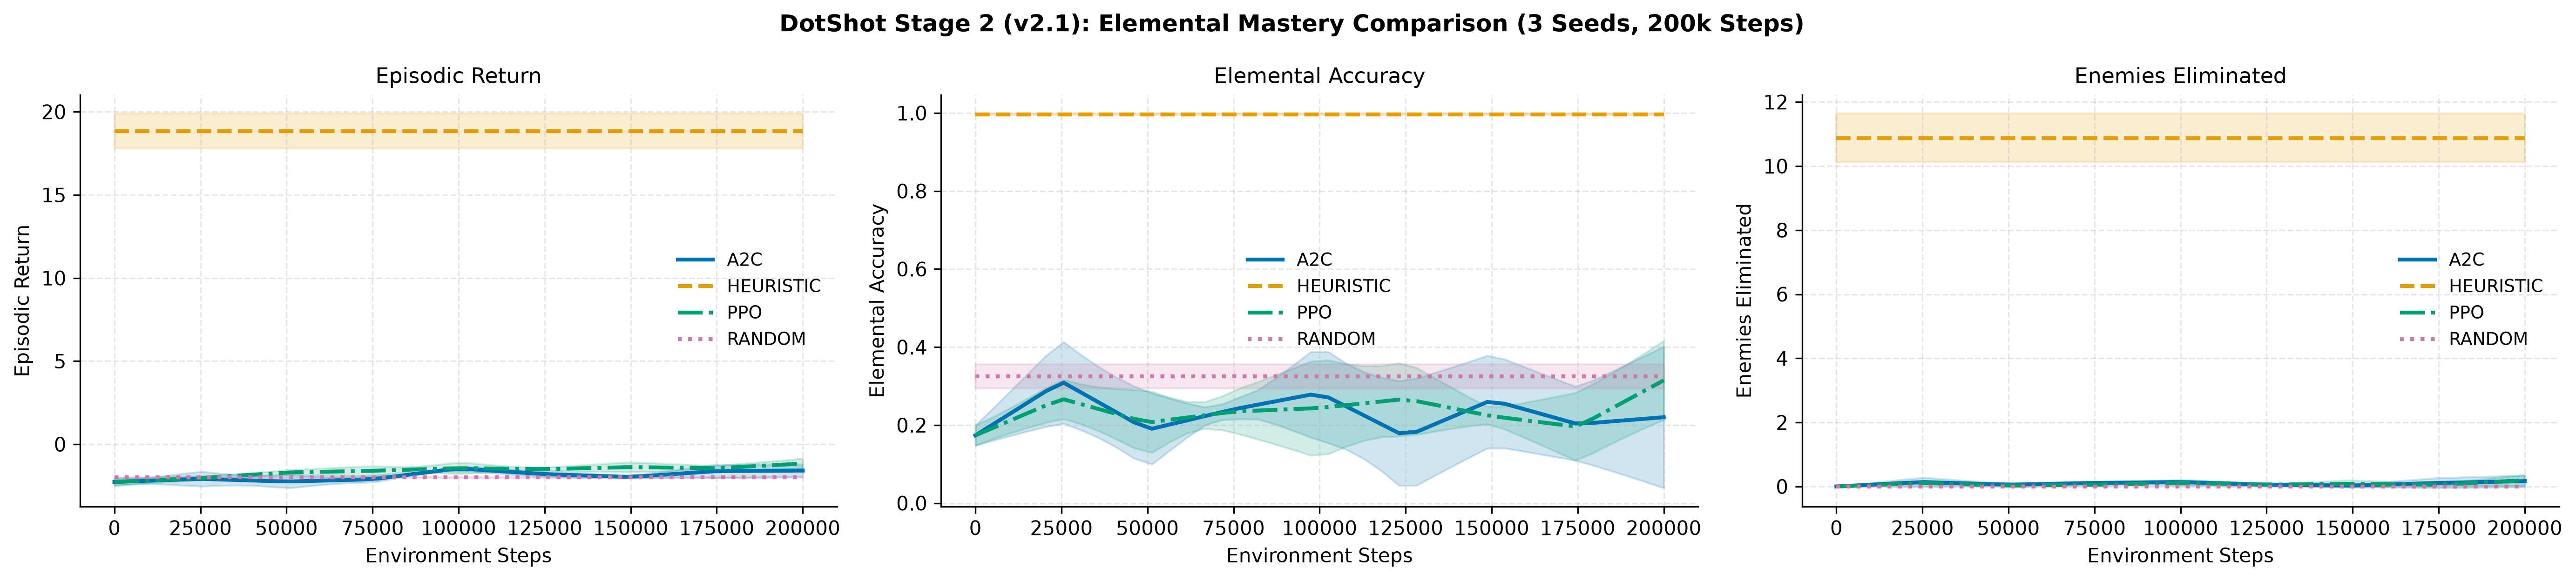 DotShot Stage 2 (v2.1): Elemental Mastery Comparison (3 Seeds, 200k Steps)
Episodic Return
Episodic Return
20
15
10
5
0
A2C
HEURISTIC
PPO
RANDOM
0 25000 50000 75000 100000 125000 150000 175000 200000
Environment Steps
Elemental Accuracy
Elemental Accuracy
1.0
0.8
0.6
0.4
0.2
0.0
A2C
HEURISTIC
PPO
RANDOM
0 25000 50000 75000 100000 125000 150000 175000 200000
Environment Steps
Enemies Eliminated
Enemies Eliminated
12
10
8
6
4
2
0
A2C
HEURISTIC
PPO
RANDOM
0 25000 50000 75000 100000 125000 150000 175000 200000
Environment Steps